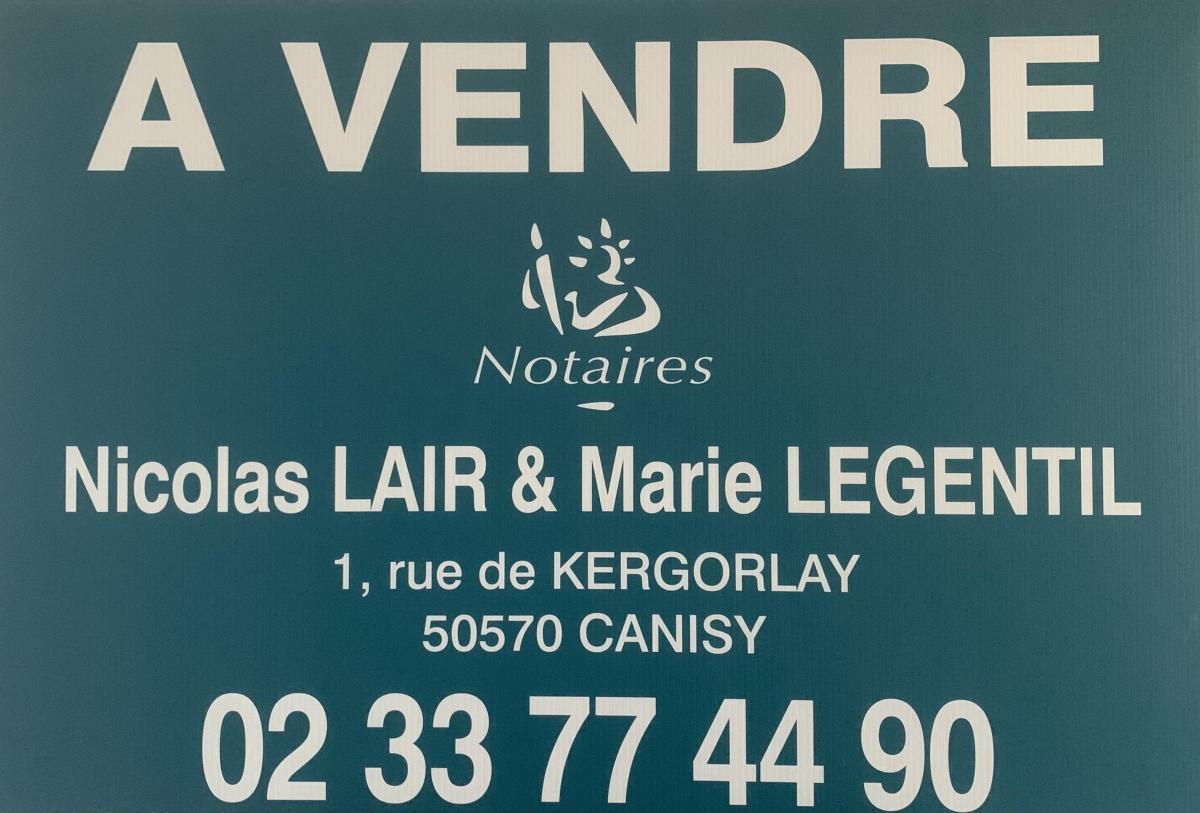 A VENDRE
Notaires
Nicolas LAIR & Marie LEGENTIL
1, rue de KERGORLAY
50570 CANISY
02 33 77 44 90